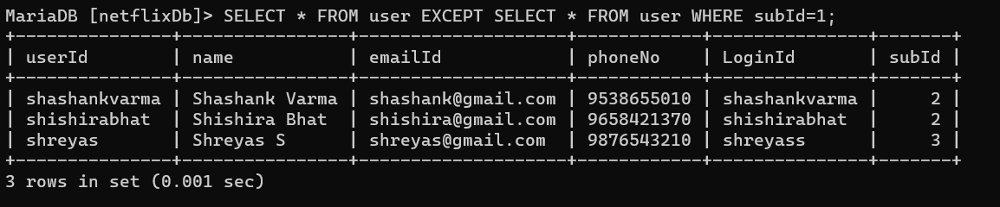 MariaDB [netflixDb]> SELECT * FROM user EXCEPT SELECT * FROM user WHERE subId=1;
+---------------+----------------+--------------------+------------+--------------+-------+
| userId        | name           | emailId            | phoneNo    | LoginId      | subId |
+---------------+----------------+--------------------+------------+--------------+-------+
| shashankvarma | Shashank Varma | shashank@gmail.com | 9538655010 | shashankvarma |     2 |
| shishirabhat  | Shishira Bhat  | shishira@gmail.com | 9658421370 | shishirabhat  |     2 |
| shreyas       | Shreyas S      | shreyas@gmail.com  | 9876543210 | shreyass      |     3 |
+---------------+----------------+--------------------+------------+--------------+-------+
3 rows in set (0.001 sec)